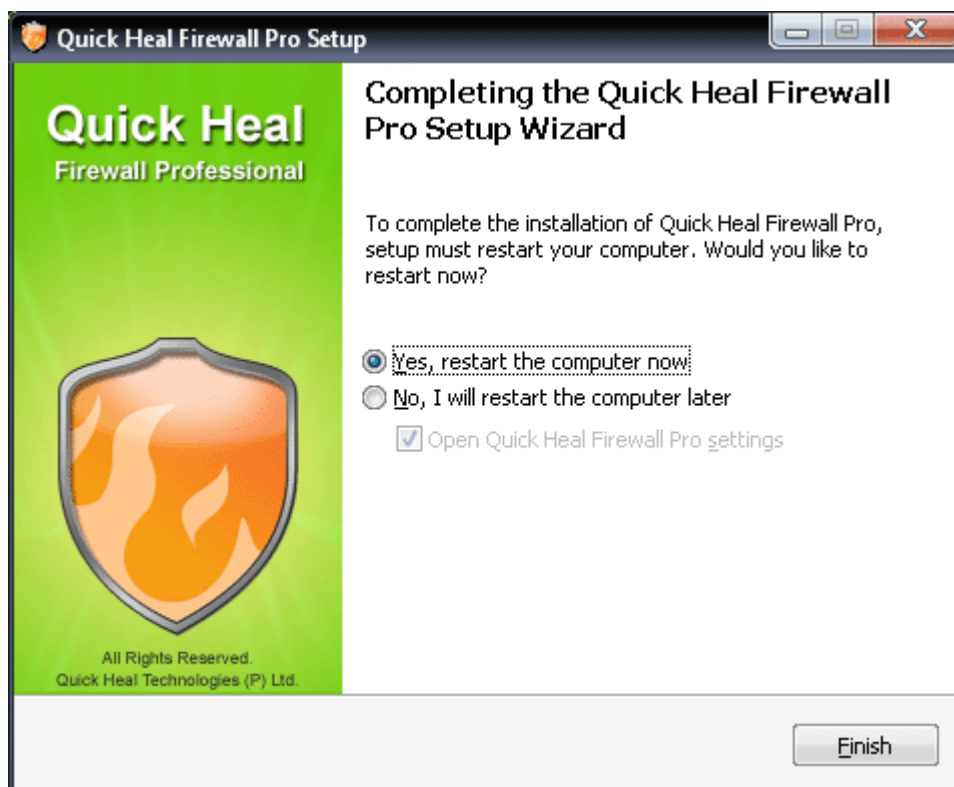 Quick Heal Firewall Pro Setup
Quick Heal
Firewall Professional
Completing the Quick Heal Firewall
Pro Setup Wizard
To complete the installation of Quick Heal Firewall Pro,
setup must restart your computer. Would you like to
restart now?
Yes, restart the computer now
No, I will restart the computer later
Open Quick Heal Firewall Pro settings
All Rights Reserved.
Quick Heal Technologies (P) Ltd.
Finish